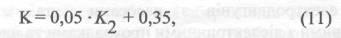 K = 0,05 · K₂ + 0,35,   (11)